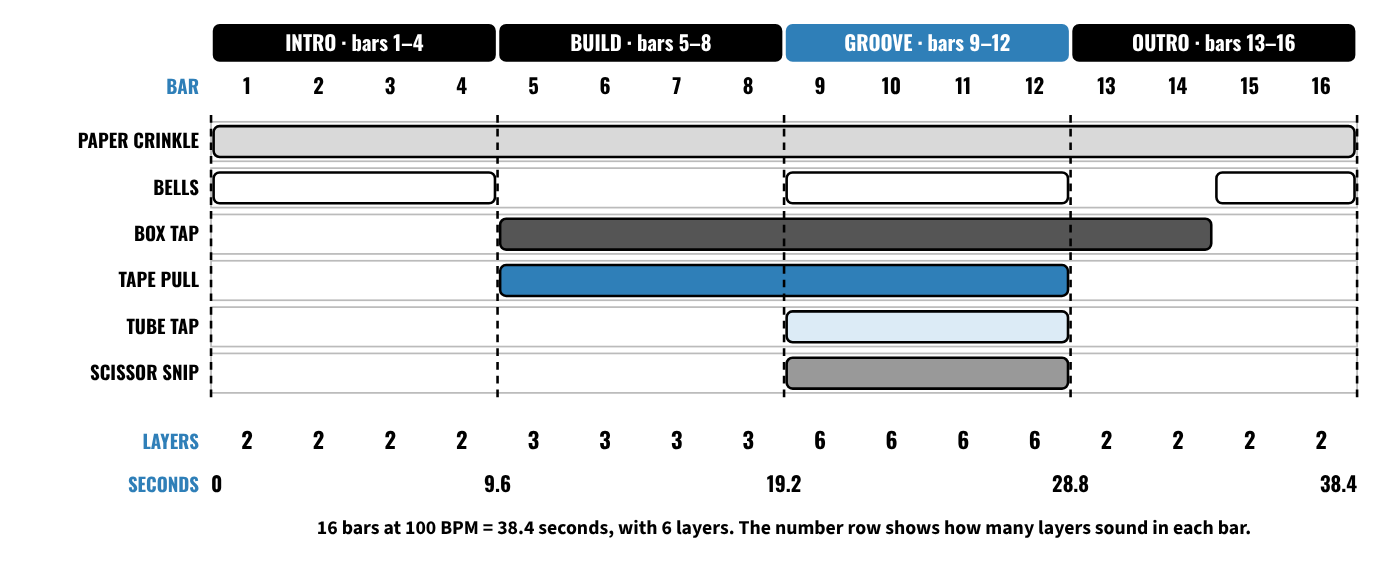 INTRO · bars 1–4 BUILD · bars 5–8 GROOVE · bars 9–12 OUTRO · bars 13–16
BAR 1 2 3 4 5 6 7 8 9 10 11 12 13 14 15 16
PAPER CRINKLE
BELLS
BOX TAP
TAPE PULL
TUBE TAP
SCISSOR SNIP
LAYERS 2 2 2 2 3 3 3 3 6 6 6 6 2 2 2 2
SECONDS 0 9.6 19.2 28.8 38.4
16 bars at 100 BPM = 38.4 seconds, with 6 layers. The number row shows how many layers sound in each bar.